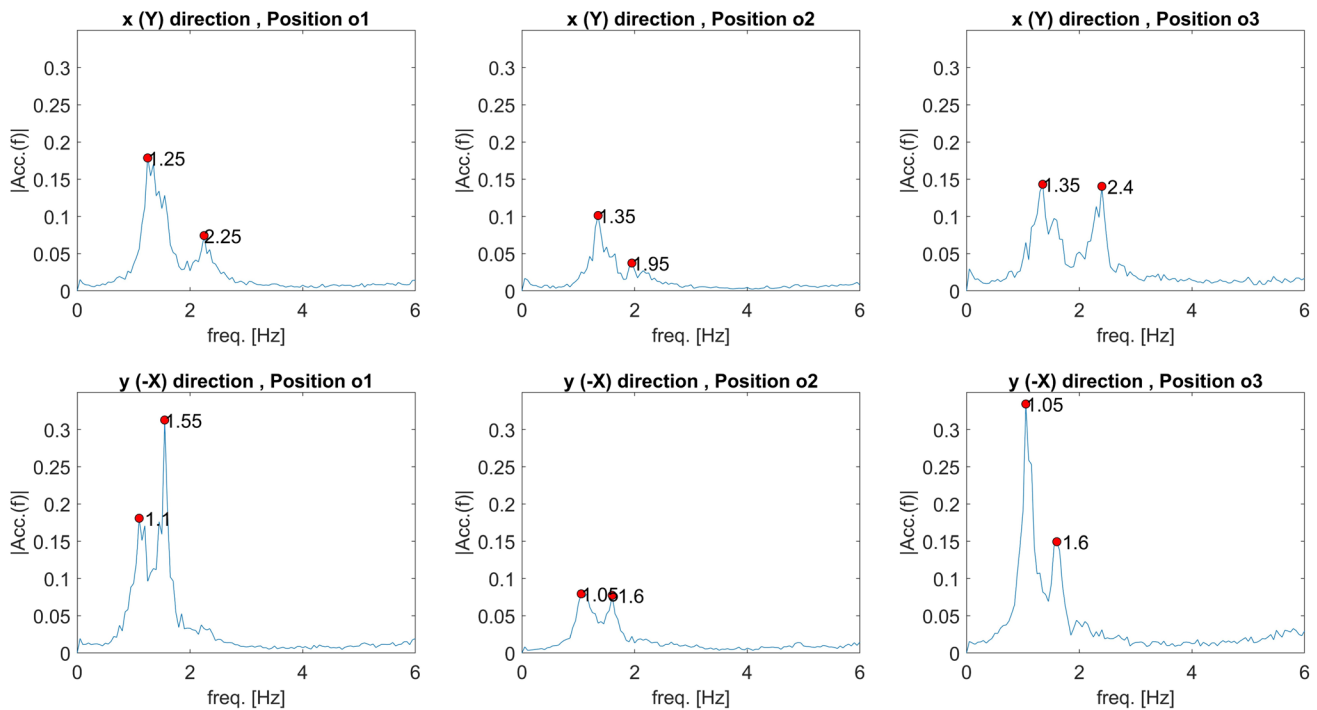 x (Y) direction , Position o1
0.3
0.25
0.2
0.15
0.1
0.05
0
|Acc.(f)|
1.25
2.25
0 2 4 6
freq. [Hz]
x (Y) direction , Position o2
0.3
0.25
0.2
0.15
0.1
0.05
0
|Acc.(f)|
1.35
1.95
0 2 4 6
freq. [Hz]
x (Y) direction , Position o3
0.3
0.25
0.2
0.15
0.1
0.05
0
|Acc.(f)|
1.35
2.4
0 2 4 6
freq. [Hz]
y (-X) direction , Position o1
0.3
0.25
0.2
0.15
0.1
0.05
0
|Acc.(f)|
1.55
1.1
0 2 4 6
freq. [Hz]
y (-X) direction , Position o2
0.3
0.25
0.2
0.15
0.1
0.05
0
|Acc.(f)|
1.05 1.6
0 2 4 6
freq. [Hz]
y (-X) direction , Position o3
0.3
0.25
0.2
0.15
0.1
0.05
0
|Acc.(f)|
1.05
1.6
0 2 4 6
freq. [Hz]